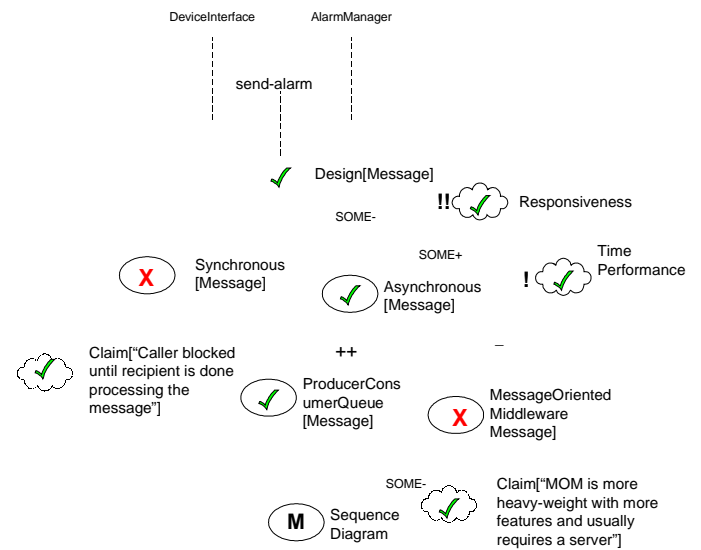 DeviceInterface
AlarmManager
send-alarm
Design[Message]
!!
Responsiveness
SOME-
SOME+
Time
Performance
!
X
Synchronous
[Message]
Asynchronous
[Message]
Claim["Caller blocked
until recipient is done
processing the
message"]
++
–
ProducerCons
umerQueue
[Message]
X
MessageOriented
Middleware
Message]
SOME-
Claim["MOM is more
heavy-weight with more
features and usually
requires a server"]
M
Sequence
Diagram